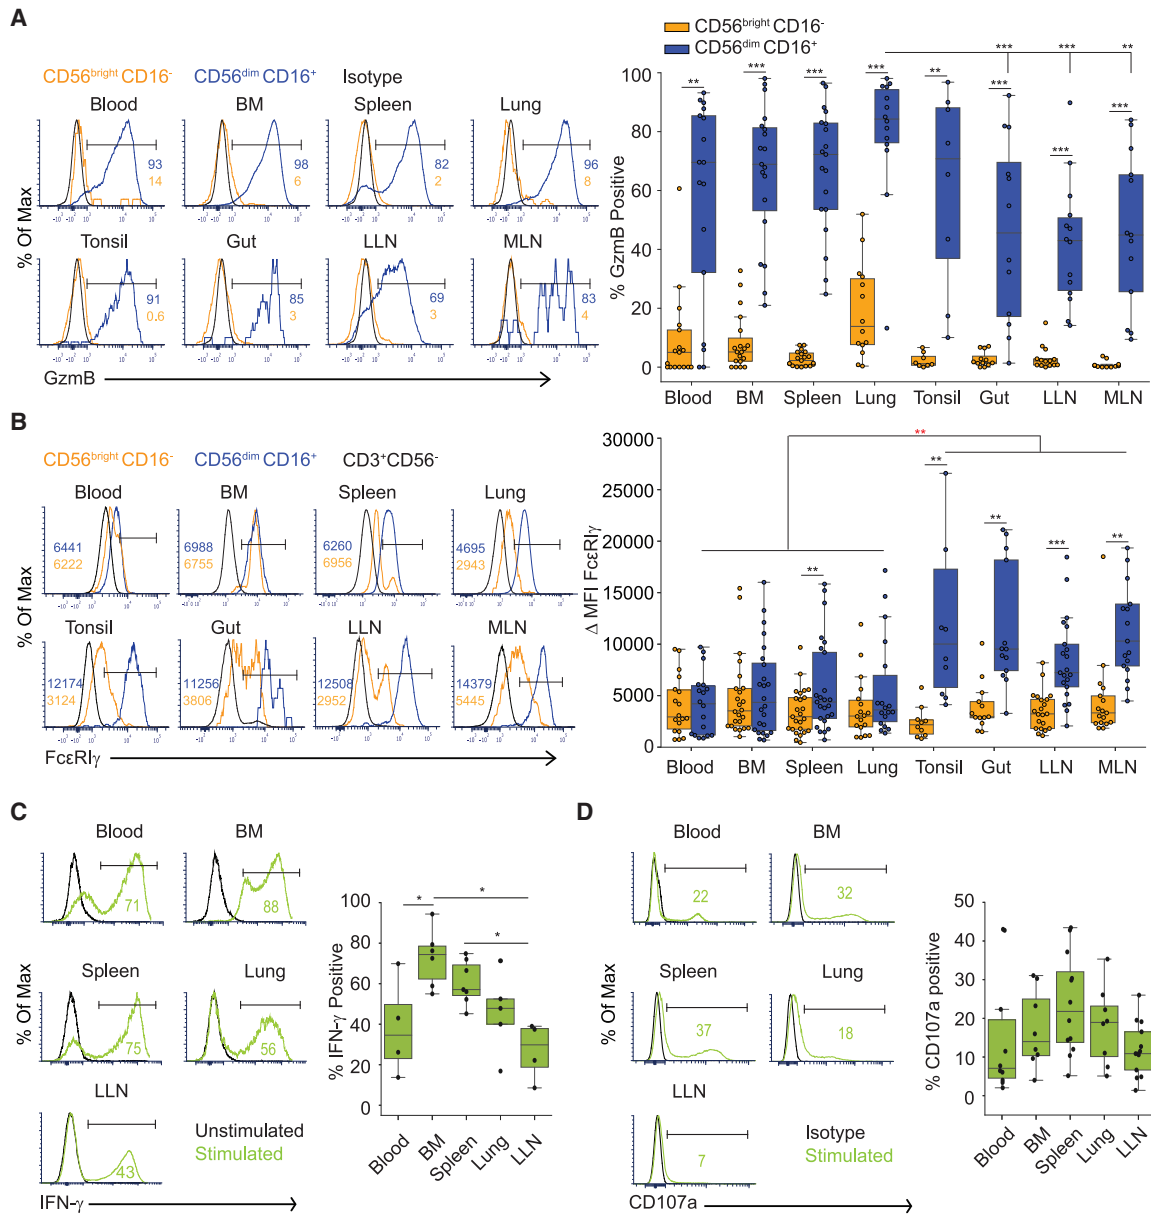 A
CD56bright CD16-
CD56dim CD16+
Isotype
Blood
BM
Spleen
Lung
93
14
98
6
82
2
96
8
Tonsil
Gut
LLN
MLN
91
0.6
85
3
69
3
83
4
% Of Max
GzmB
CD56bright CD16-
CD56dim CD16+
*** *** **
** *** *** *** ** *** *** ***
% GzmB Positive
100
80
60
40
20
0
Blood BM Spleen Lung Tonsil Gut LLN MLN
B
CD56bright CD16-
CD56dim CD16+
CD3+CD56-
Blood
BM
Spleen
Lung
6441
6222
6988
6755
6260
6956
4695
2943
Tonsil
Gut
LLN
MLN
12174
3124
11256
3806
12508
2952
14379
5445
% Of Max
FcεRIγ
**
** ** ** *** **
Δ MFI FcεRIγ
30000
25000
20000
15000
10000
5000
0
Blood BM Spleen Lung Tonsil Gut LLN MLN
C
Blood
BM
71
88
Spleen
Lung
75
56
LLN
43
Unstimulated
Stimulated
% Of Max
IFN-γ
* * *
% IFN-γ Positive
100
80
60
40
20
0
Blood BM Spleen Lung LLN
D
Blood
BM
22
32
Spleen
Lung
37
18
LLN
7
Isotype
Stimulated
% Of Max
CD107a
% CD107a positive
50
40
30
20
10
0
Blood BM Spleen Lung LLN